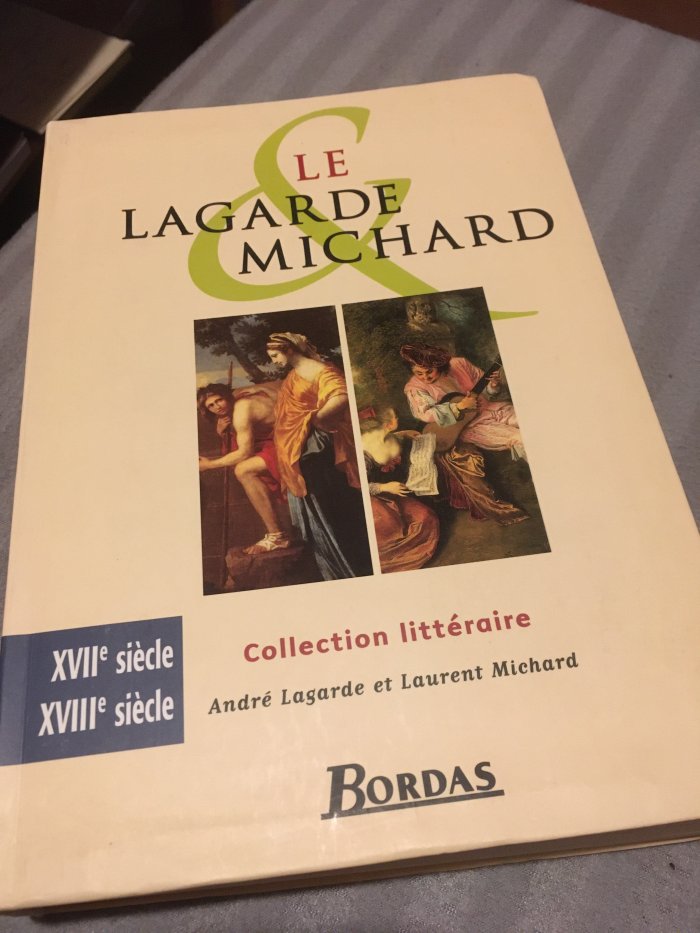 LE
LAGARDE
&
MICHARD
Collection littéraire
XVIIe siècle
XVIIIe siècle
André Lagarde et Laurent Michard
BORDAS